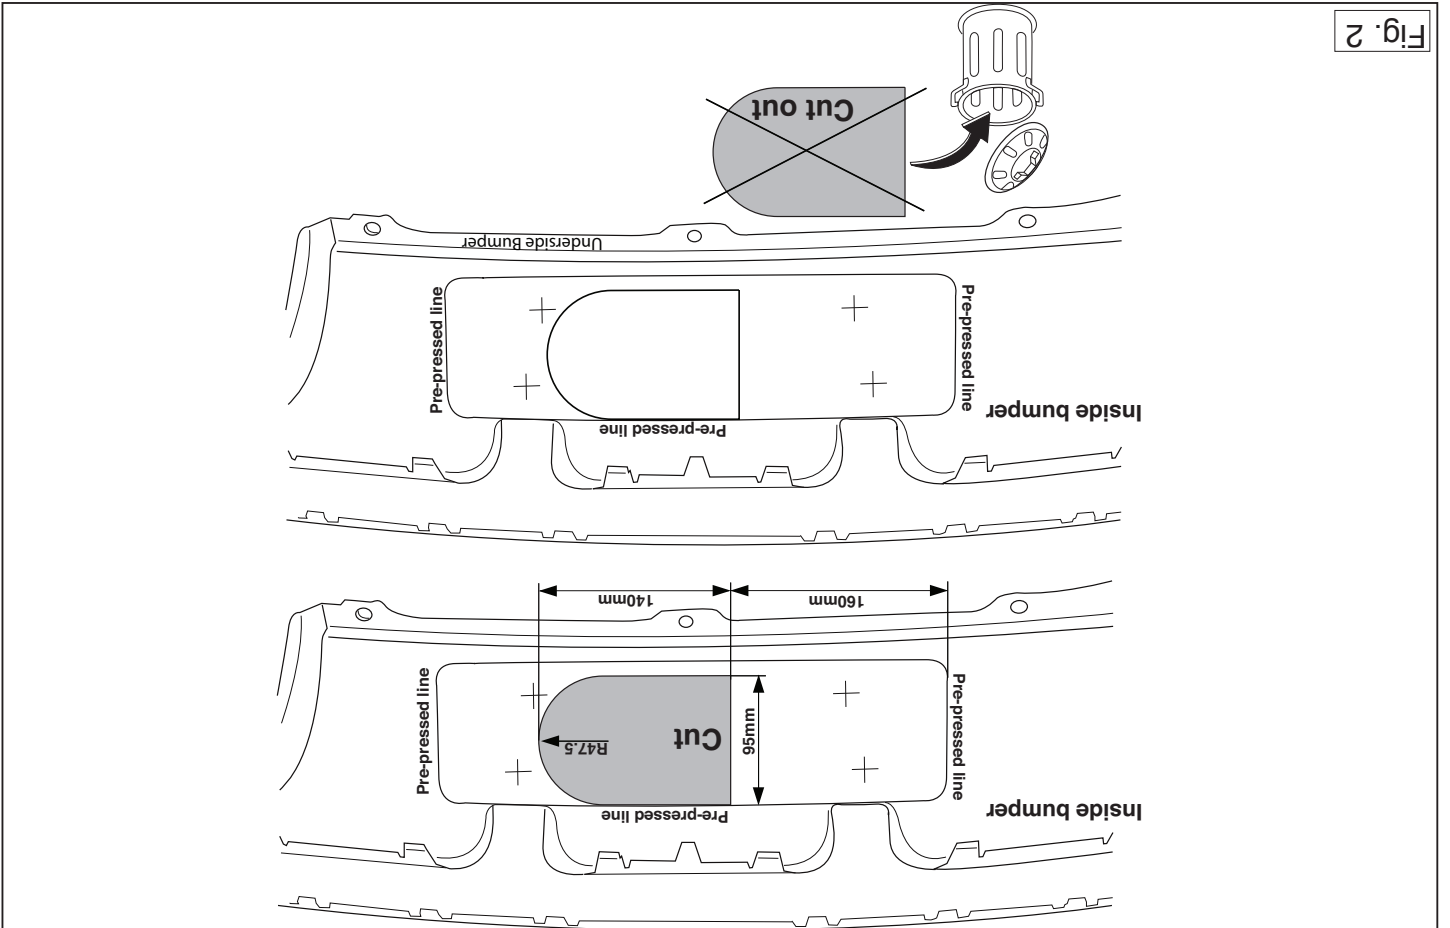 Fig. 2
Inside bumper
Pre-pressed line
Pre-pressed line
Pre-pressed line
Cut
R47.5
95mm
160mm
140mm
Inside bumper
Pre-pressed line
Pre-pressed line
Pre-pressed line
Underside Bumper
Cut out